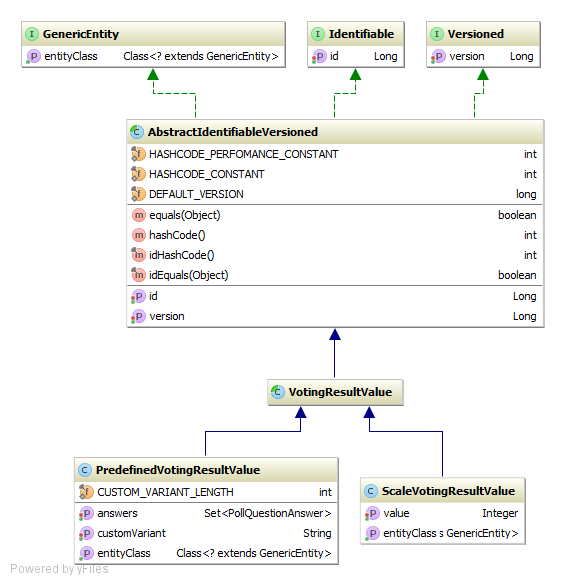 GenericEntity
entityClass Class<? extends GenericEntity>
Identifiable
id Long
Versioned
version Long
AbstractIdentifiableVersioned
HASHCODE_PERFOMANCE_CONSTANT int
HASHCODE_CONSTANT int
DEFAULT_VERSION long
equals(Object) boolean
hashCode() int
idHashCode() int
idEquals(Object) boolean
id Long
version Long
VotingResultValue
PredefinedVotingResultValue
CUSTOM_VARIANT_LENGTH int
answers Set<PollQuestionAnswer>
customVariant String
entityClass Class<? extends GenericEntity>
ScaleVotingResultValue
value Integer
entityClass s GenericEntity>
Powered by yFiles